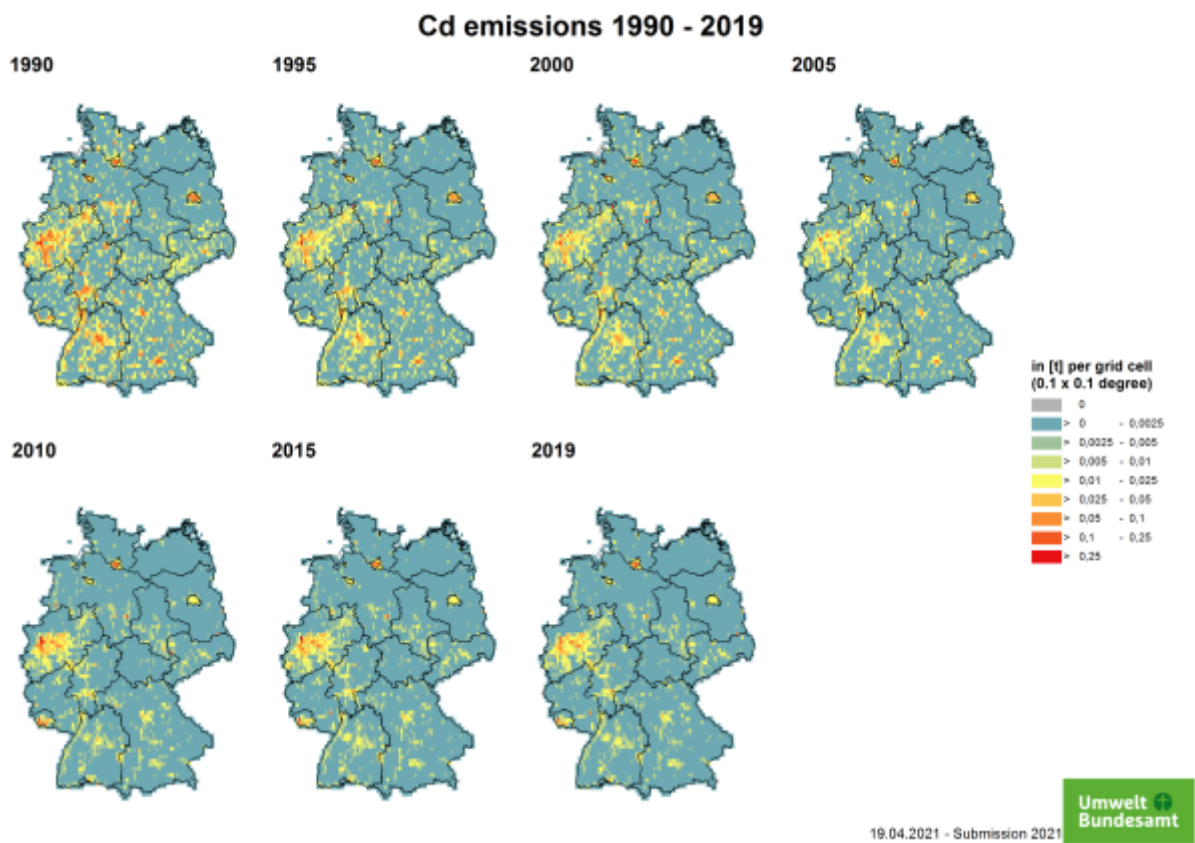 Cd emissions 1990 - 2019
1990
1995
2000
2005
in [t] per grid cell
(0.1 x 0.1 degree)
0
> 0 - 0,0025
> 0,0025 - 0,005
> 0,005 - 0,01
> 0,01 - 0,025
> 0,025 - 0,05
> 0,05 - 0,1
> 0,1 - 0,25
> 0,25
2010
2015
2019
Umwelt
Bundesamt
19.04.2021 - Submission 2021